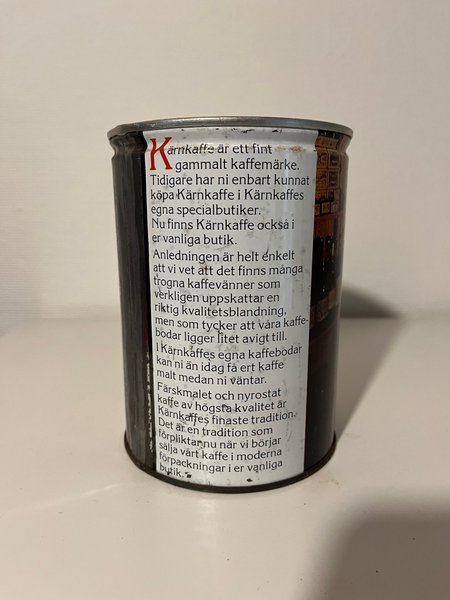 Kärnkaffe är ett fint
gammalt kaffemärke.
Tidigare har ni enbart kunnat
köpa Kärnkaffe i Kärnkaffes
egna specialbutiker.
Nu finns Kärnkaffe också i
er vanliga butik.
Anledningen är helt enkelt
att vi vet att det finns många
trogna kaffevänner som
verkligen uppskattar en
riktig kvalitetsblandning,
men som tycker att våra kaffe-
bodar ligger litet avigt till.
I Kärnkaffes egna kaffebodar
kan ni än idag få ert kaffe
malt medan ni väntar.
Färskmalet och nyrostat
kaffe av högsta kvalitet är
Kärnkaffes finaste tradition.
Det är en tradition som
förpliktar nu när vi börjar
sälja vårt kaffe i moderna
förpackningar i er vanliga
butik.